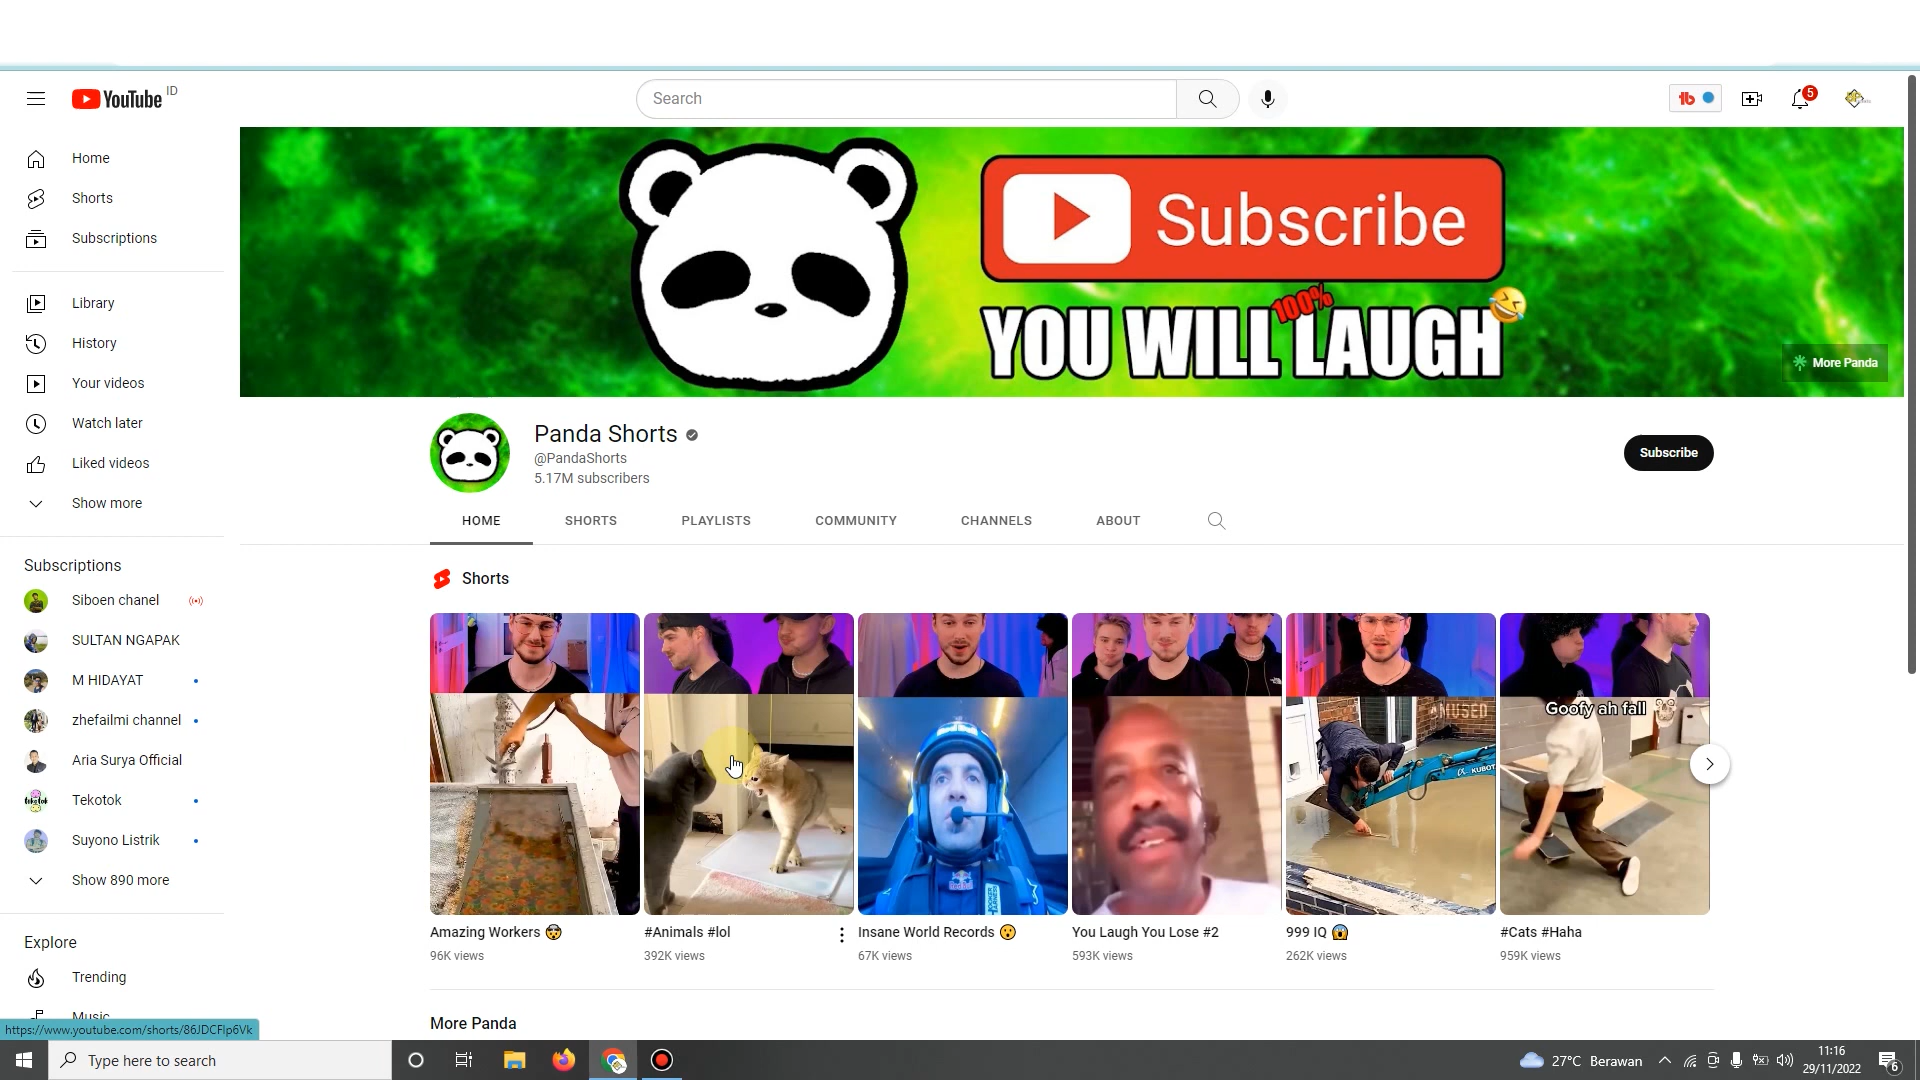 YouTube ID
Search
5
Home
Shorts
Subscriptions
Library
History
Your videos
Watch later
Liked videos
Show more
Subscriptions
Siboen chanel
SULTAN NGAPAK
M HIDAYAT
zhefailmi channel
Aria Surya Official
Tekotok
Suyono Listrik
Show 890 more
Explore
Trending
Music
Subscribe
100%
YOU WILL LAUGH
More Panda
Panda Shorts
@PandaShorts
5.17M subscribers
Subscribe
HOME
SHORTS
PLAYLISTS
COMMUNITY
CHANNELS
ABOUT
Shorts
AMUSED
KUBOTA
Goofy ah fall
Amazing Workers 🤯
96K views
#Animals #lol
392K views
Insane World Records 😮
67K views
You Laugh You Lose #2
593K views
999 IQ 😱
262K views
#Cats #Haha
959K views
More Panda
https://www.youtube.com/shorts/86JDCFlp6Vk
Type here to search
27°C Berawan
11:16
29/11/2022
6